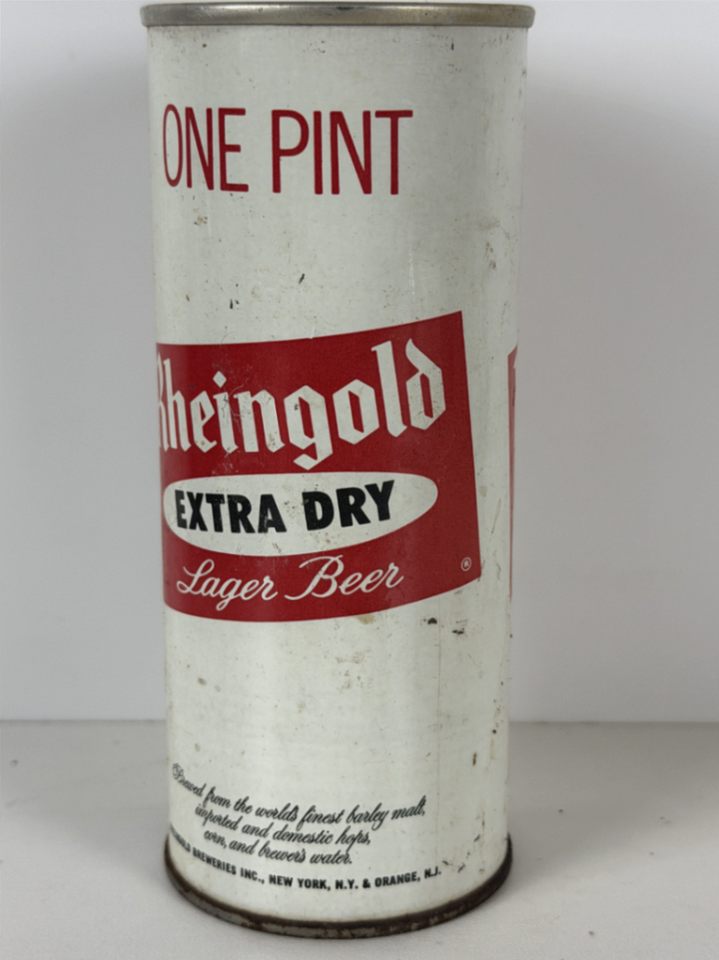 ONE PINT
Rheingold
EXTRA DRY
Lager Beer
®
Brewed from the world's finest barley malt,
imported and domestic hops,
corn, and brewer's water.
BREWERIES INC., NEW YORK, N.Y. & ORANGE, N.J.